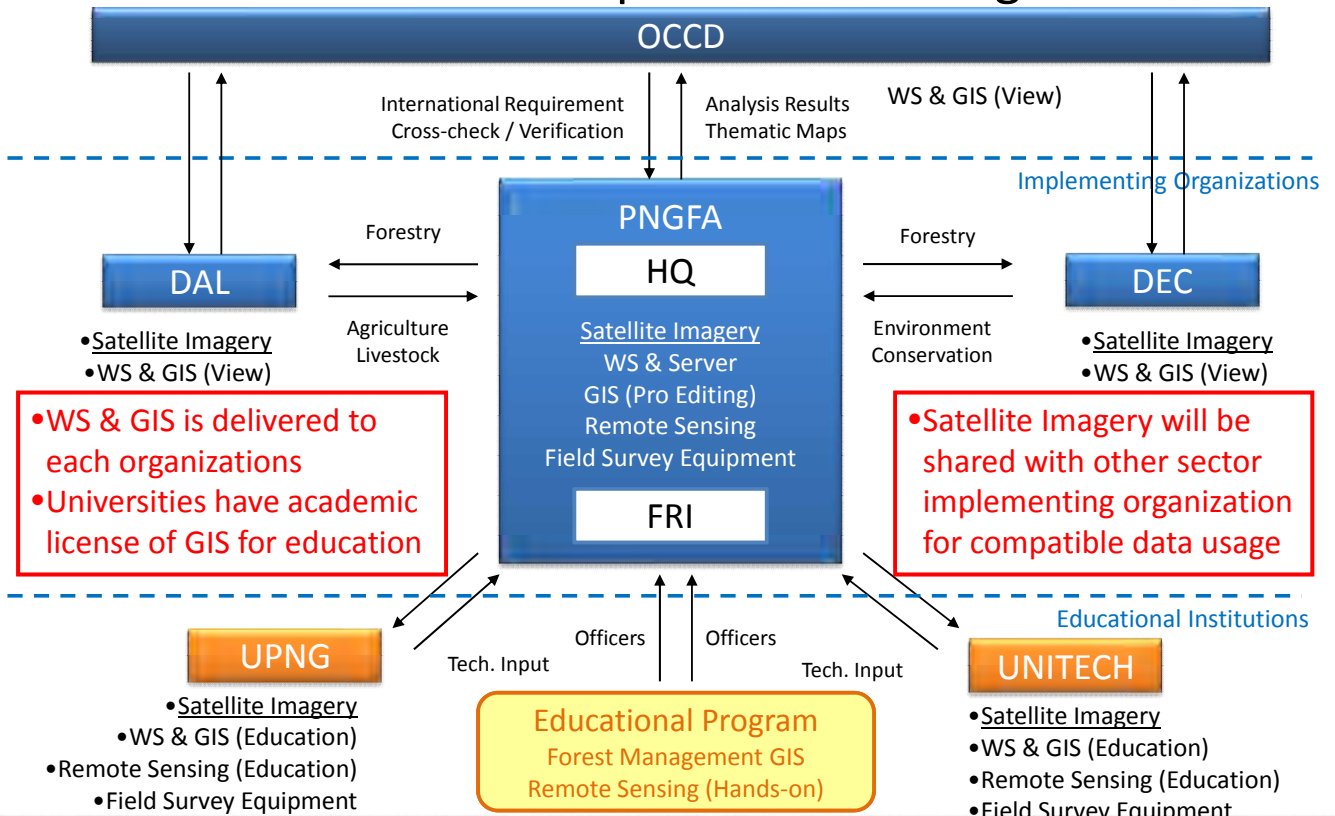 OCCD
International Requirement
Cross-check / Verification
Analysis Results
Thematic Maps
WS & GIS (View)
Implementing Organizations
PNGFA
HQ
Satellite Imagery
WS & Server
GIS (Pro Editing)
Remote Sensing
Field Survey Equipment
FRI
Forestry
DAL
Agriculture
Livestock
•Satellite Imagery
•WS & GIS (View)
Forestry
DEC
Environment
Conservation
•Satellite Imagery
•WS & GIS (View)
•WS & GIS is delivered to
each organizations
•Universities have academic
license of GIS for education
•Satellite Imagery will be
shared with other sector
implementing organization
for compatible data usage
Educational Institutions
UPNG
Tech. Input
Officers
Officers
Tech. Input
UNITECH
•Satellite Imagery
•WS & GIS (Education)
•Remote Sensing (Education)
•Field Survey Equipment
Educational Program
Forest Management GIS
Remote Sensing (Hands-on)
•Satellite Imagery
•WS & GIS (Education)
•Remote Sensing (Education)
•Field Survey Equipment